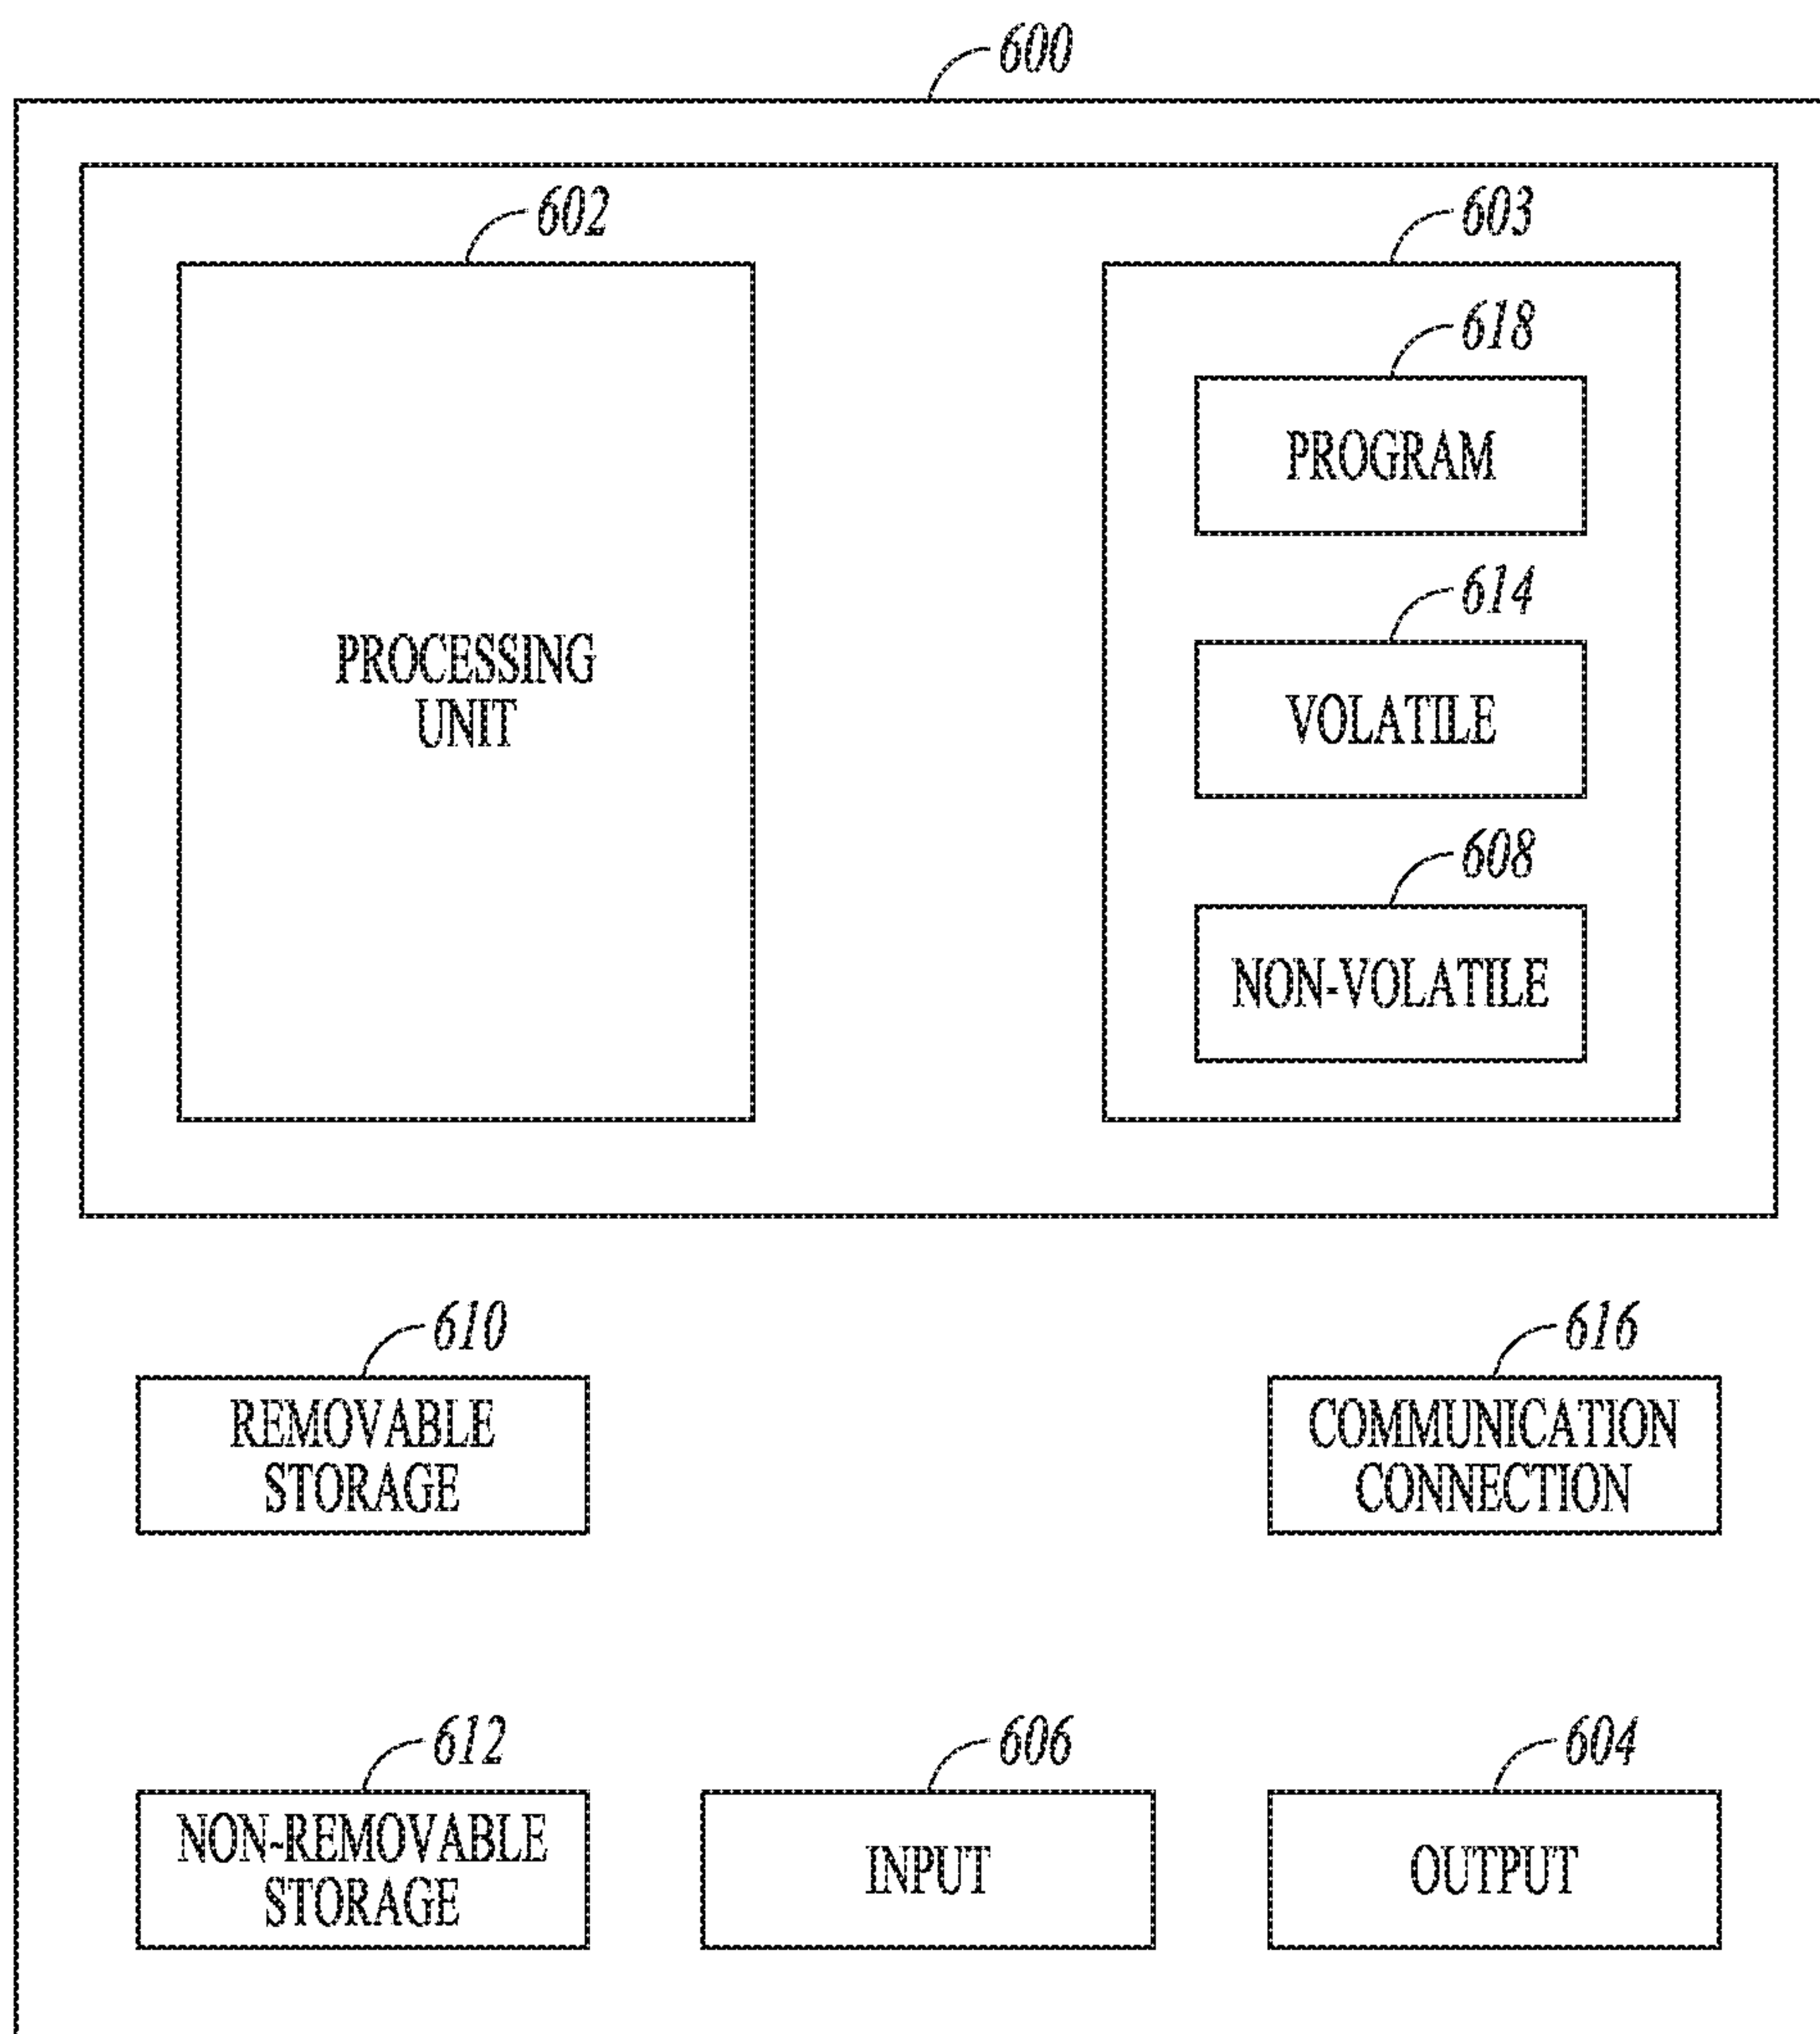 600
602
603
618
PROGRAM
614
PROCESSING
UNIT
VOLATILE
608
NON-VOLATILE
610
616
REMOVABLE
STORAGE
COMMUNICATION
CONNECTION
612
606
604
NON-REMOVABLE
STORAGE
INPUT
OUTPUT